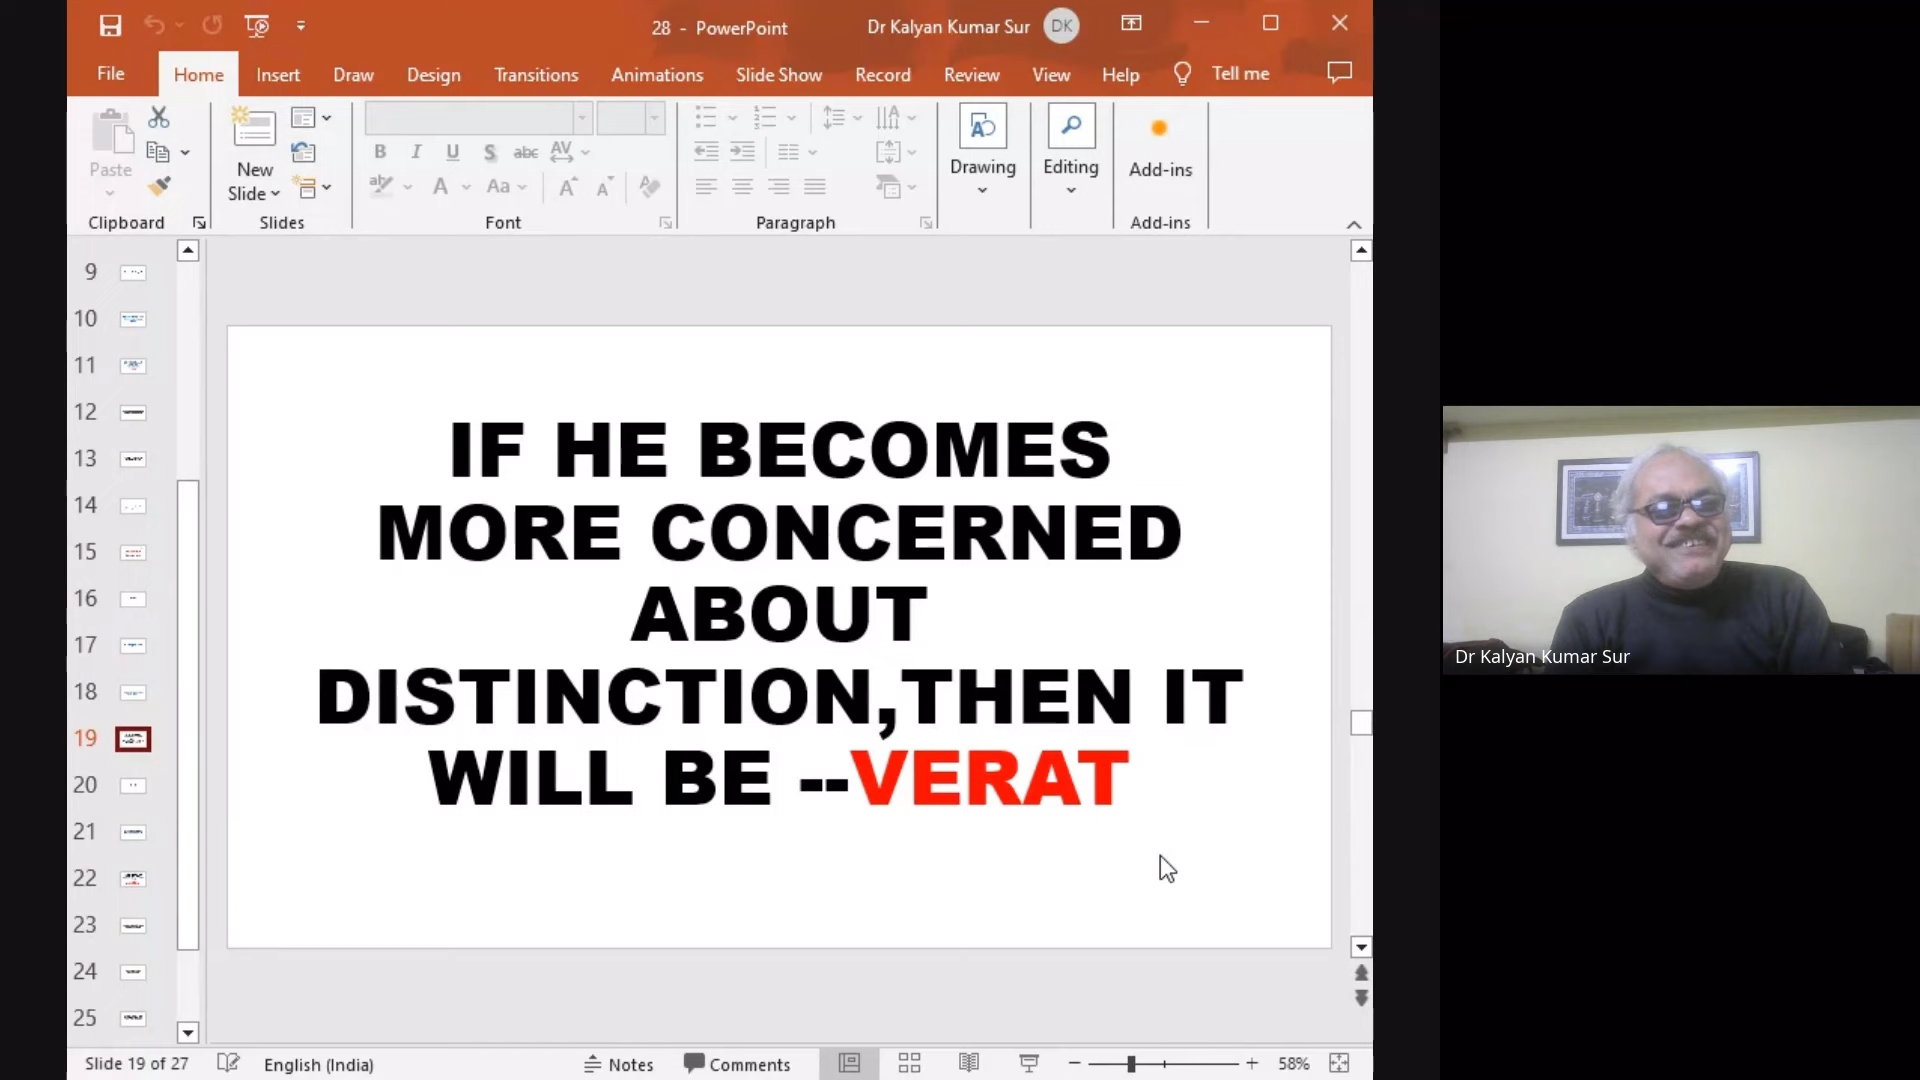 28 - PowerPoint
Dr Kalyan Kumar Sur
DK
File
Home
Insert
Draw
Design
Transitions
Animations
Slide Show
Record
Review
View
Help
Tell me
Paste
New
Slide
Drawing
Editing
Add-ins
Clipboard
Slides
Font
Paragraph
Add-ins
9
10
11
12
13
14
15
16
17
18
19
20
21
22
23
24
25
IF HE BECOMES
MORE CONCERNED
ABOUT
DISTINCTION,THEN IT
WILL BE --VERAT
Dr Kalyan Kumar Sur
Slide 19 of 27
English (India)
Notes
Comments
58%